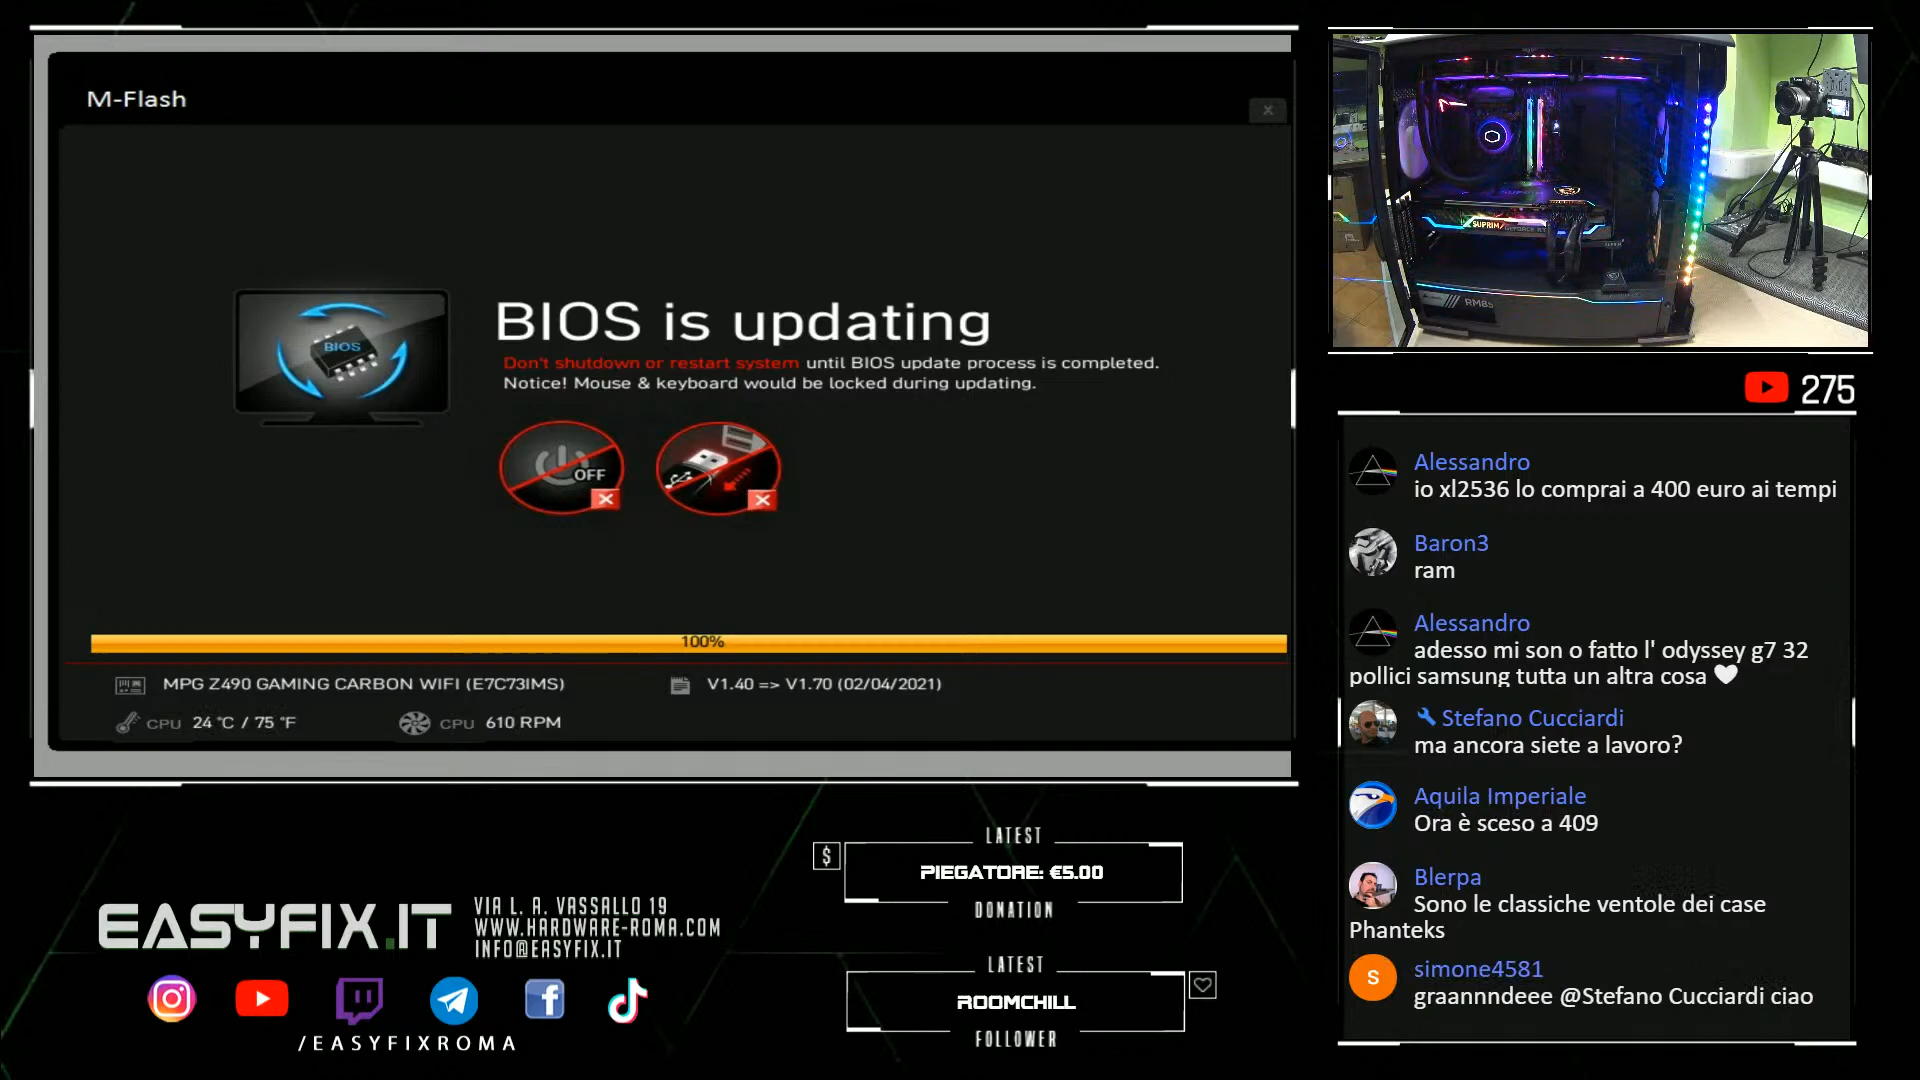 M-Flash
x
BIOS
BIOS is updating
Don't shutdown or restart system until BIOS update process is completed.
Notice! Mouse & keyboard would be locked during updating.
OFF
100%
MPG Z490 GAMING CARBON WIFI (E7C73IMS)
V1.40 => V1.70 (02/04/2021)
CPU 24 °C / 75 °F
CPU 610 RPM
SUPRIM
275
Alessandro
io xl2536 lo comprai a 400 euro ai tempi
Baron3
ram
Alessandro
adesso mi son o fatto l' odyssey g7 32
pollici samsung tutta un altra cosa
Stefano Cucciardi
ma ancora siete a lavoro?
Aquila Imperiale
Ora è sceso a 409
Blerpa
Sono le classiche ventole dei case
Phanteks
S
simone4581
graannndeee @Stefano Cucciardi ciao
EASYFIX.IT
VIA L. A. VASSALLO 19
WWW.HARDWARE-ROMA.COM
INFO@EASYFIX.IT
/EASYFIXROMA
LATEST
$
PIEGATORE: €5.00
DONATION
LATEST
ROOMCHILL
FOLLOWER